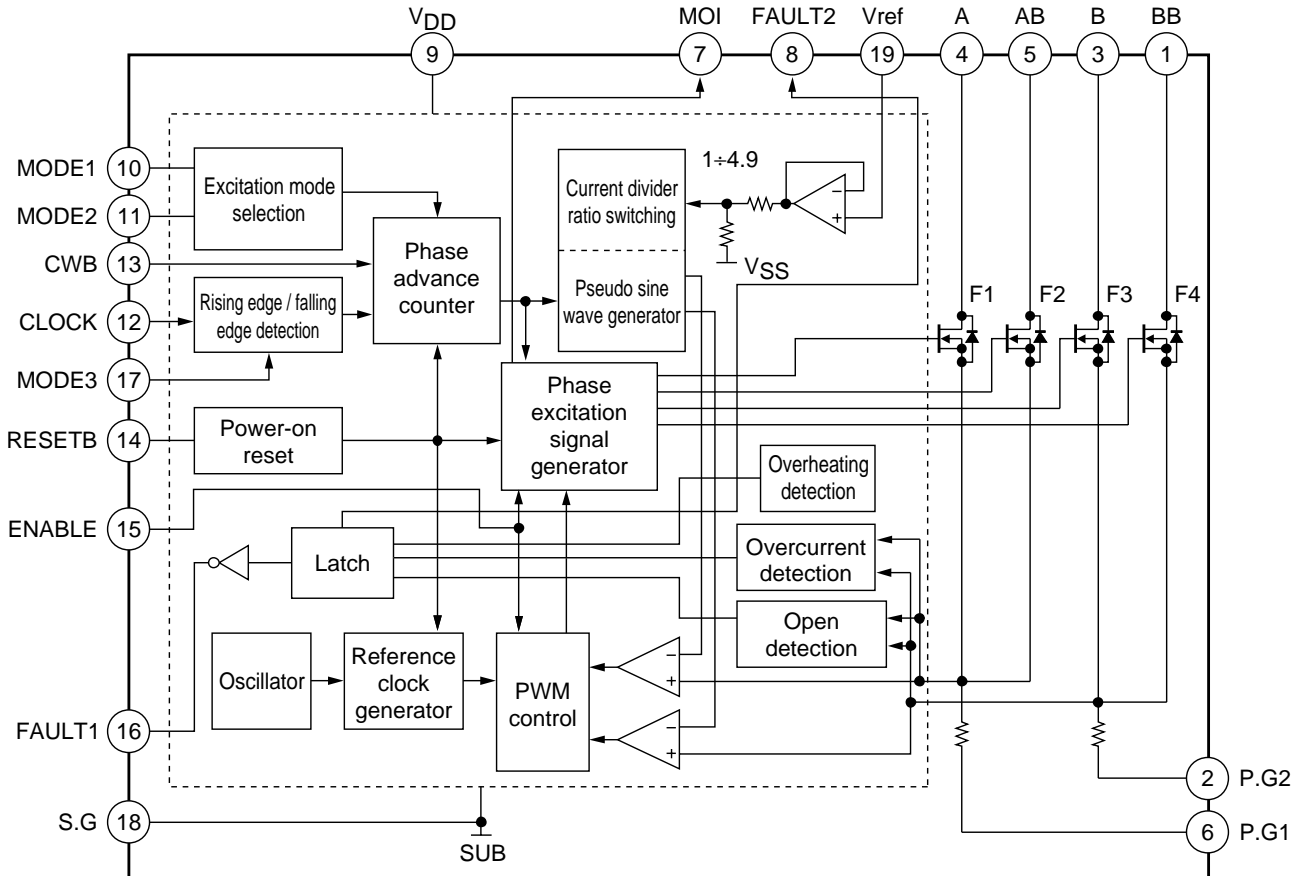 VDD
MOI
FAULT2
Vref
A
AB
B
BB
9
7
8
19
4
5
3
1
MODE1
10
MODE2
11
CWB
13
CLOCK
12
MODE3
17
RESETB
14
ENABLE
15
FAULT1
16
S.G
18
Excitation mode
selection
Phase
advance
counter
Rising edge / falling
edge detection
Power-on
reset
Current divider
ratio switching
Pseudo sine
wave generator
1÷4.9
−
+
VSS
Phase
excitation
signal
generator
F1
F2
F3
F4
Overheating
detection
Latch
Overcurrent
detection
Open
detection
Oscillator
Reference
clock
generator
PWM
control
−
+
−
+
2
P.G2
6
P.G1
SUB